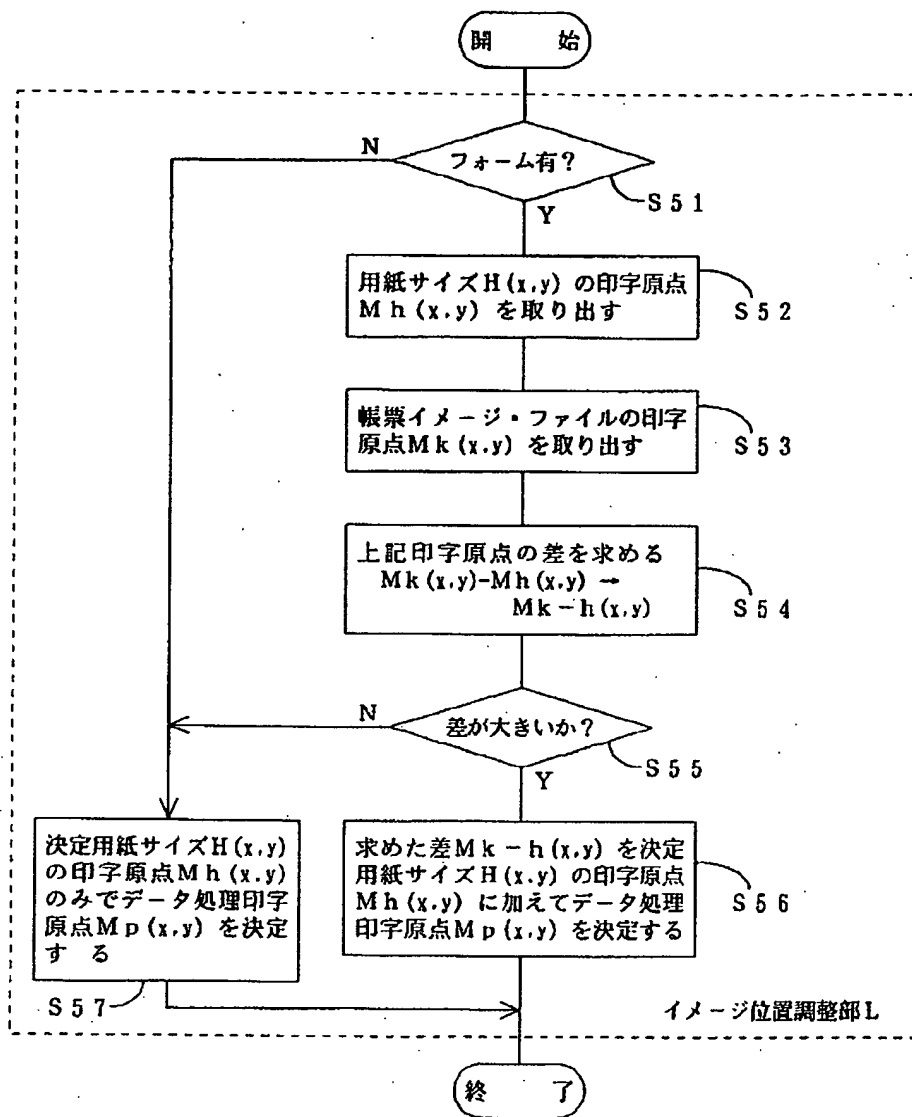 開 始
N
フォーム有?
S51
Y
用紙サイズH(x,y)の印字原点
Mh(x,y)を取り出す
S52
帳票イメージ・ファイルの印字
原点Mk(x,y)を取り出す
S53
上記印字原点の差を求める
Mk(x,y)-Mh(x,y)→
Mk-h(x,y)
S54
N
差が大きいか?
S55
Y
決定用紙サイズH(x,y)
の印字原点Mh(x,y)
のみでデータ処理印字
原点Mp(x,y)を決定
する
S57
求めた差Mk-h(x,y)を決定
用紙サイズH(x,y)の印字原点
Mh(x,y)に加えてデータ処理
印字原点Mp(x,y)を決定する
S56
イメージ位置調整部L
終 了